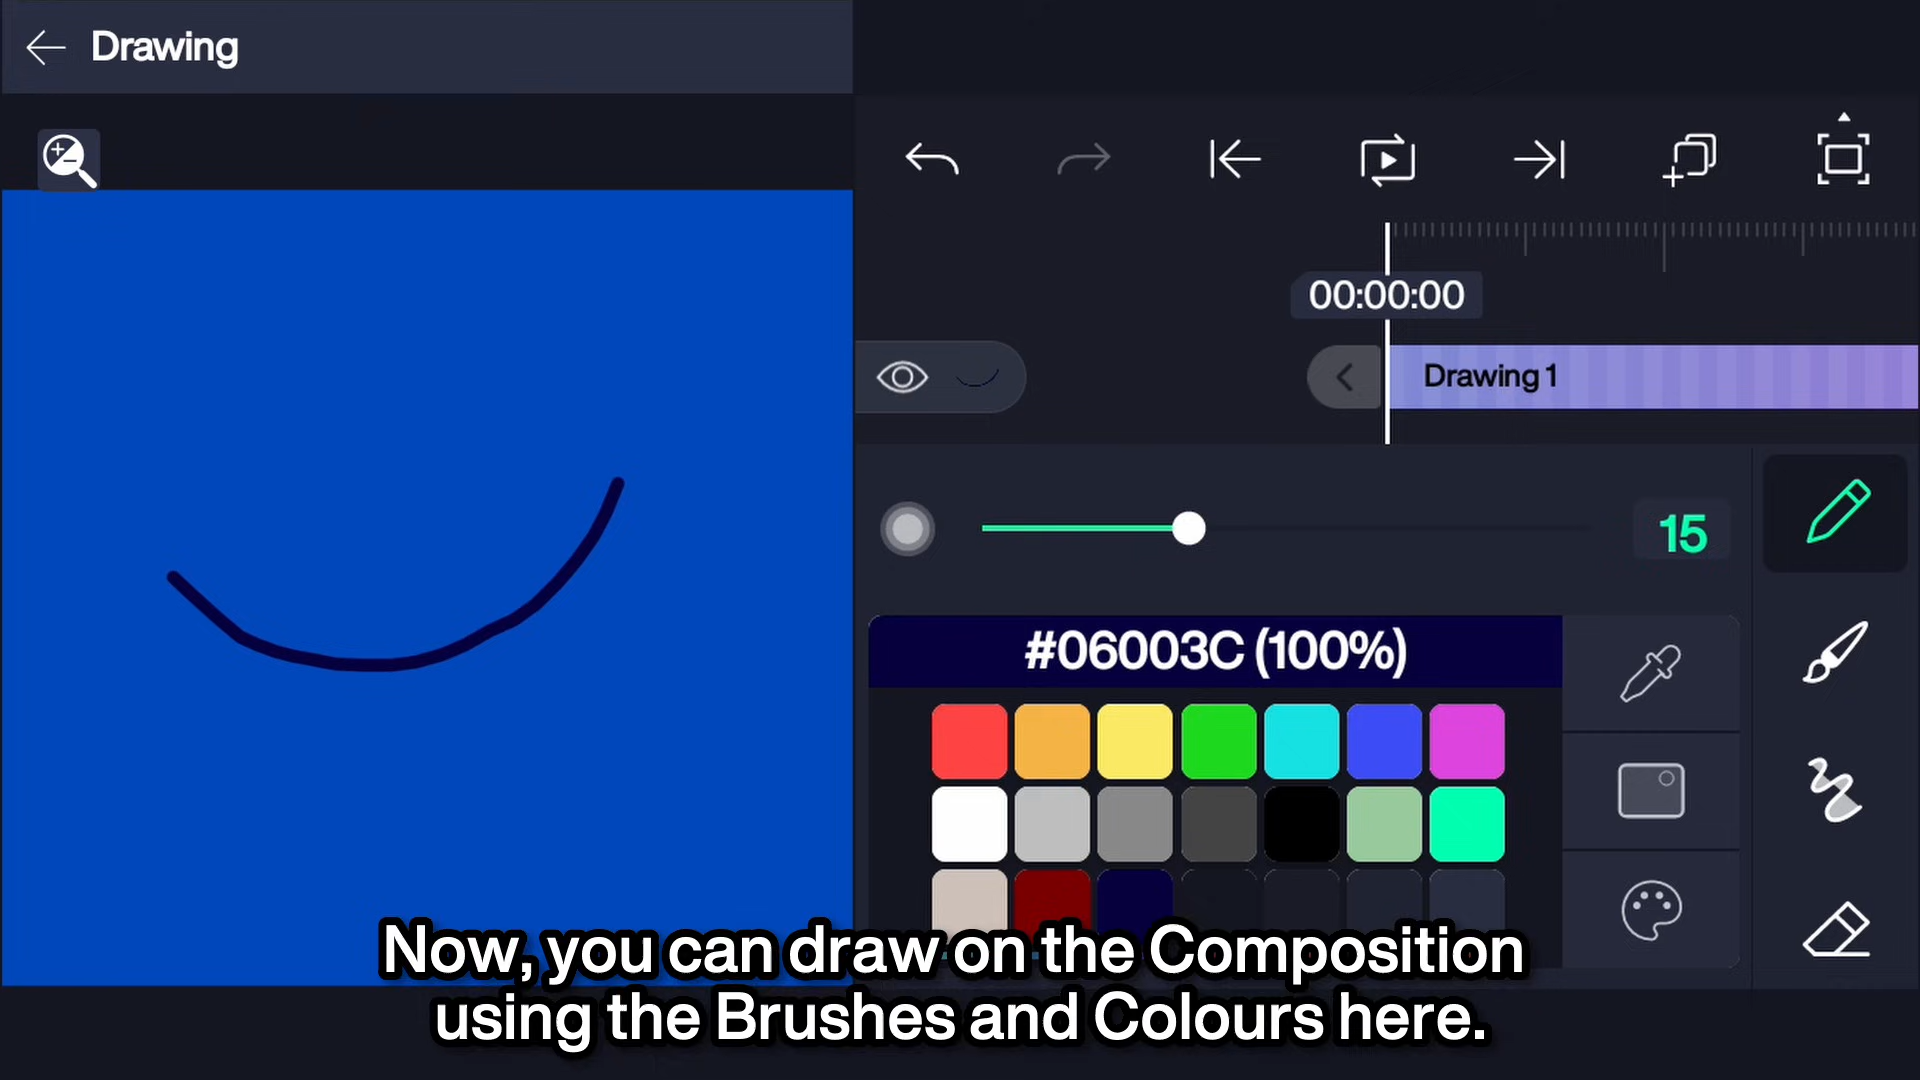 Drawing
00:00:00
Drawing 1
15
#06003C (100%)
Now, you can draw on the Composition
using the Brushes and Colours here.